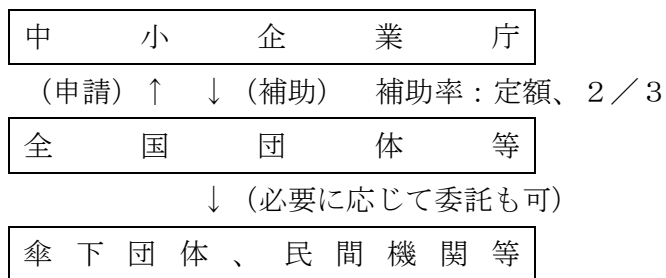 中小企業庁
（申請）↑　↓（補助）　補助率：定額、２／３
全国団体等
↓（必要に応じて委託も可）
傘下団体、民間機関等